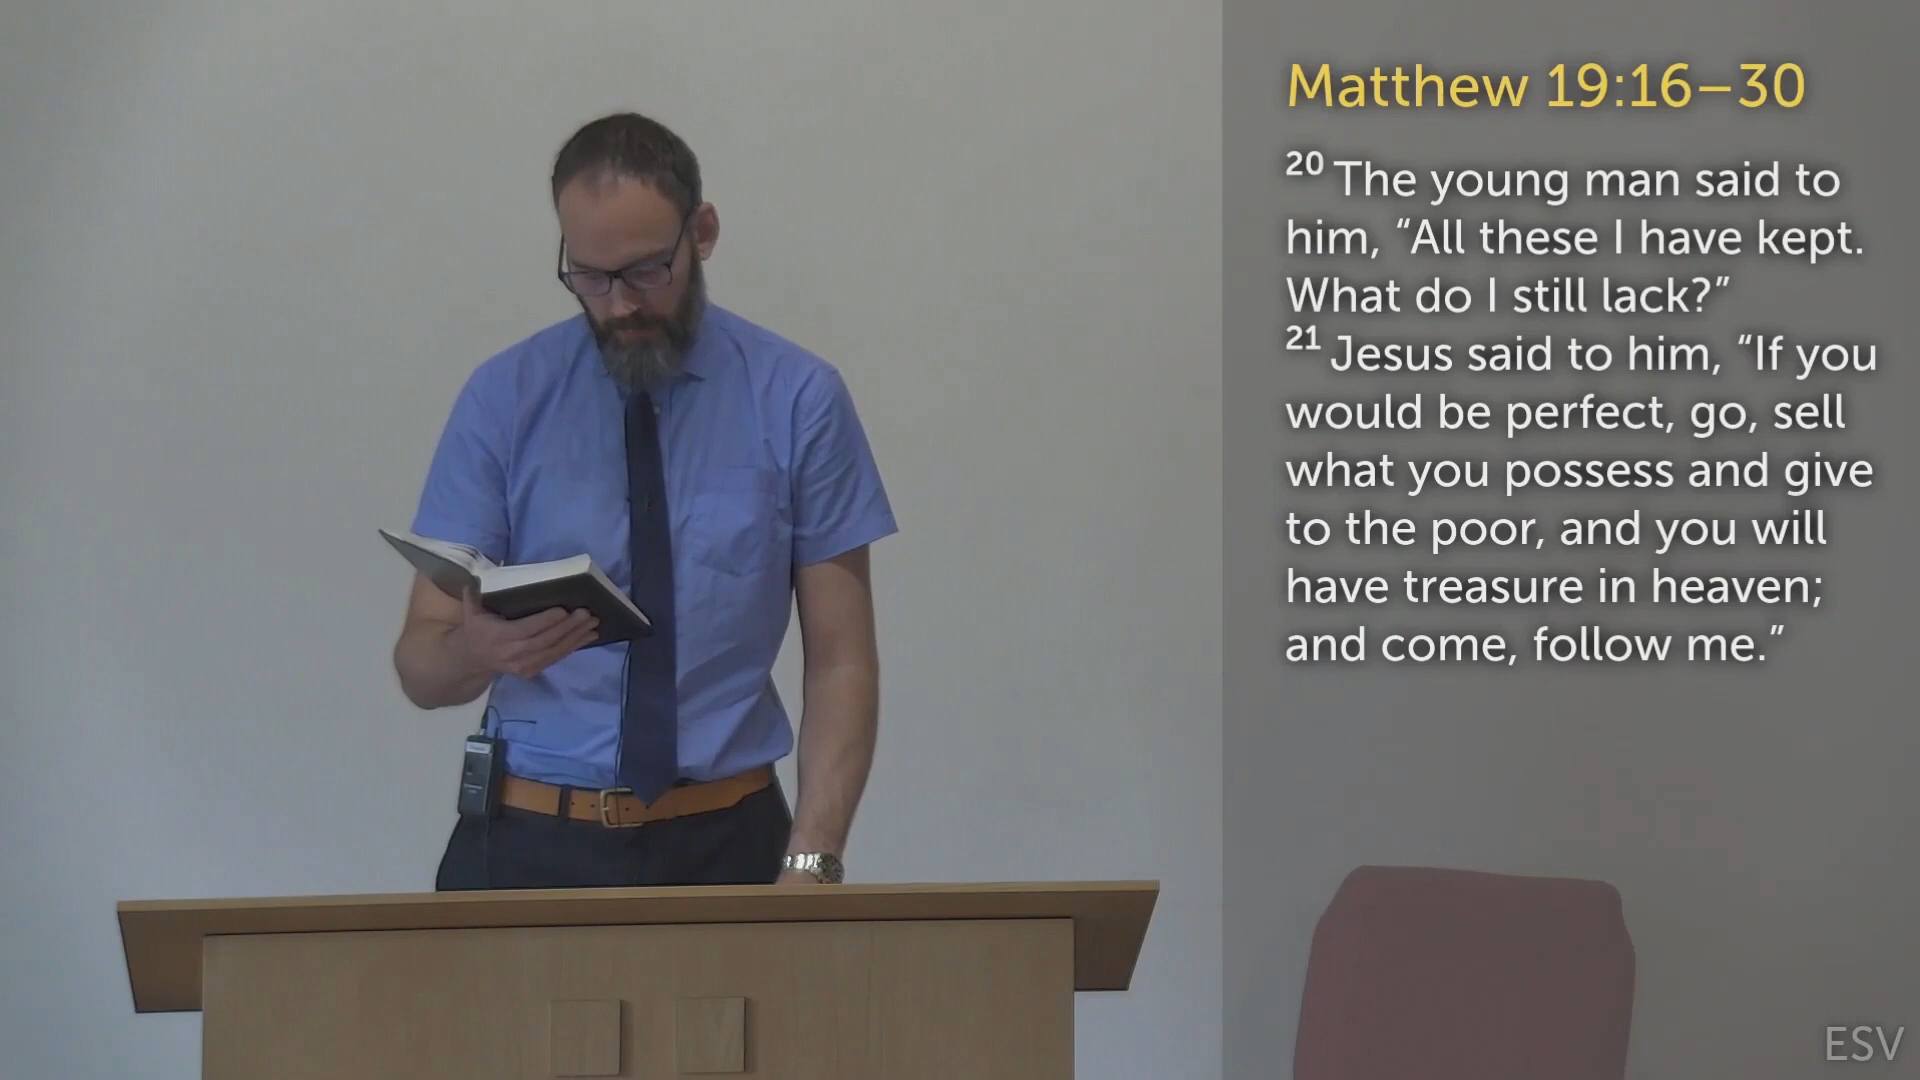 Matthew 19:16–30
20 The young man said to
him, “All these I have kept.
What do I still lack?”
21 Jesus said to him, “If you
would be perfect, go, sell
what you possess and give
to the poor, and you will
have treasure in heaven;
and come, follow me.”
ESV